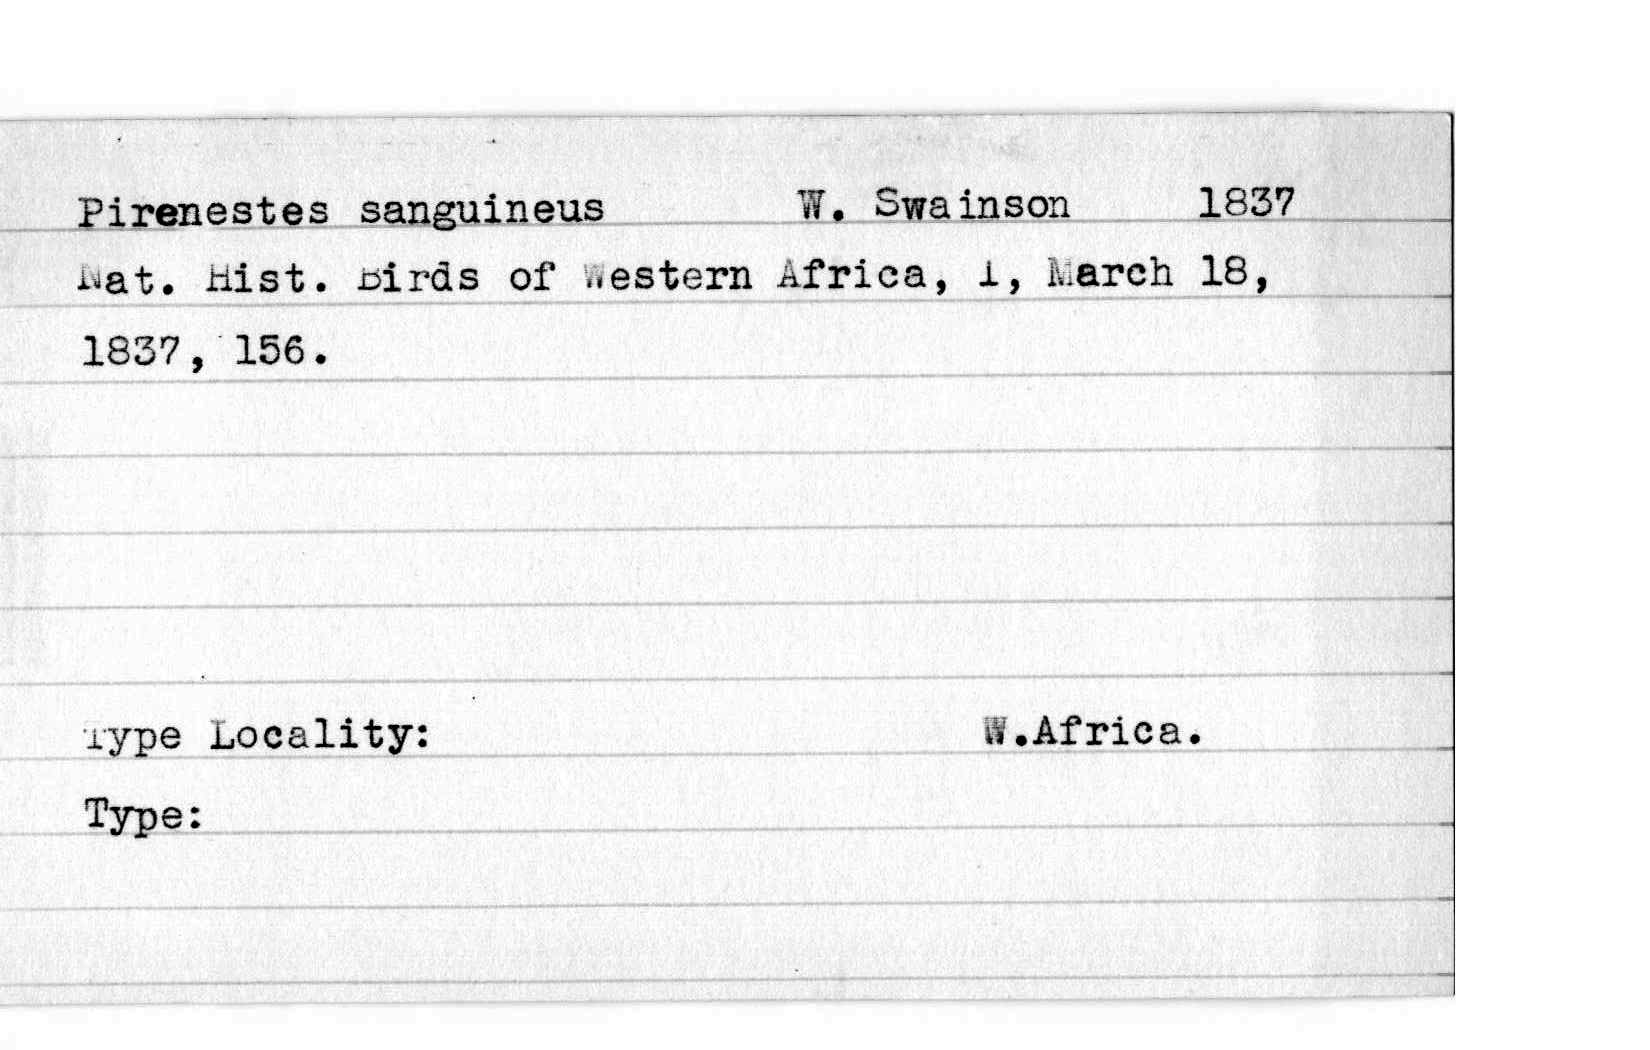 Pirenestes sanguineus W. Swainson 1837
Nat. Hist. Birds of Western Africa, 1, March 18,
1837, 156.
Type Locality: W.Africa.
Type: